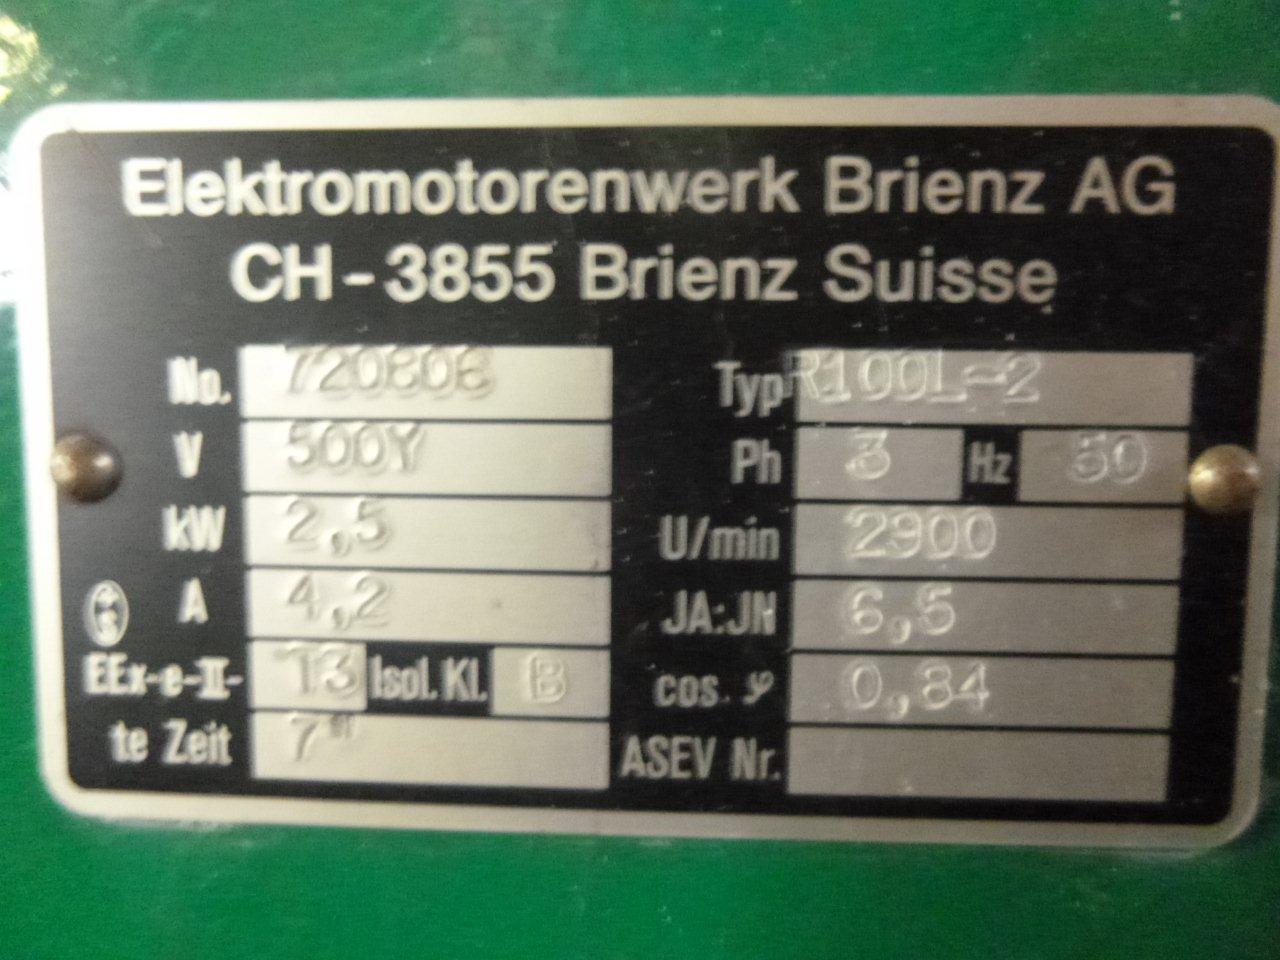 Elektromotorenwerk Brienz AG
CH-3855 Brienz Suisse
No. Typ R100L-2
V 500Y Ph 3 Hz 50
kW 2,5 U/min 2900
A 4,2 JA:JN 6,5
EEx-e-II- T3 Isol. Kl. B cos. φ 0,84
te Zeit 7" ASEV Nr.